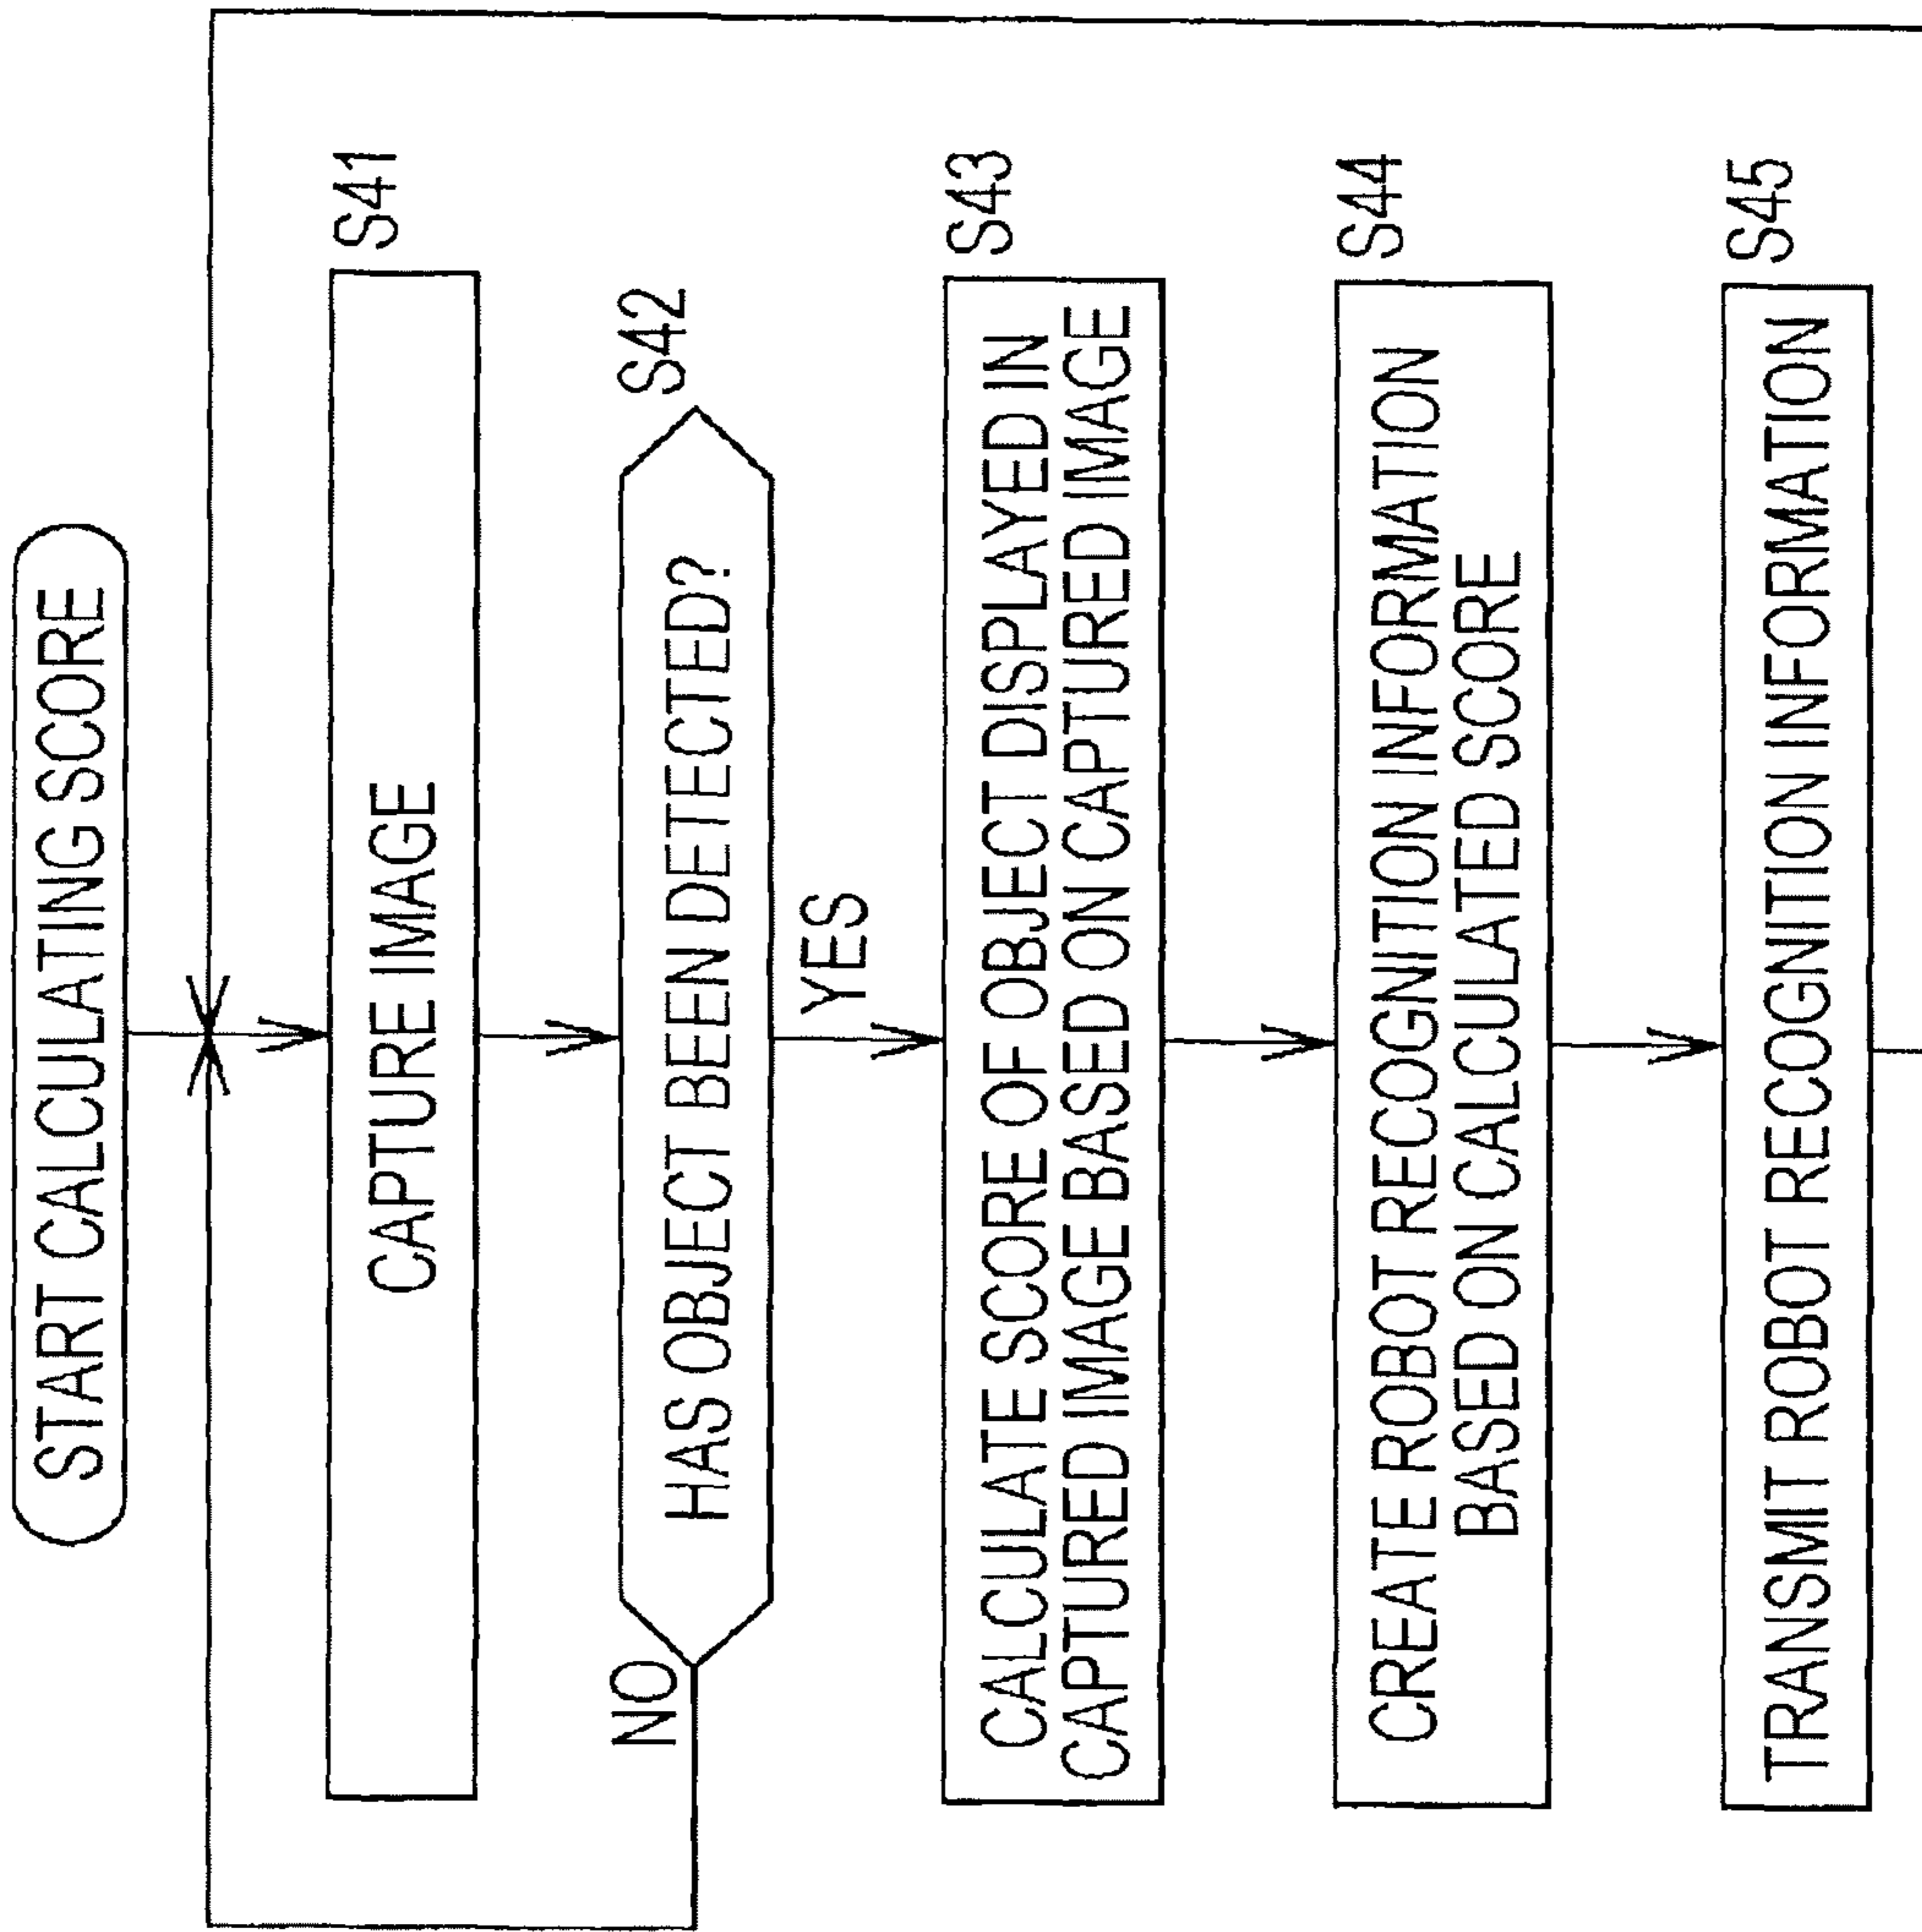 START CALCULATING SCORE
S41
CAPTURE IMAGE
S42
HAS OBJECT BEEN DETECTED?
NO
YES
S43
CALCULATE SCORE OF OBJECT DISPLAYED IN
CAPTURED IMAGE BASED ON CAPTURED IMAGE
S44
CREATE ROBOT RECOGNITION INFORMATION
BASED ON CALCULATED SCORE
S45
TRANSMIT ROBOT RECOGNITION INFORMATION